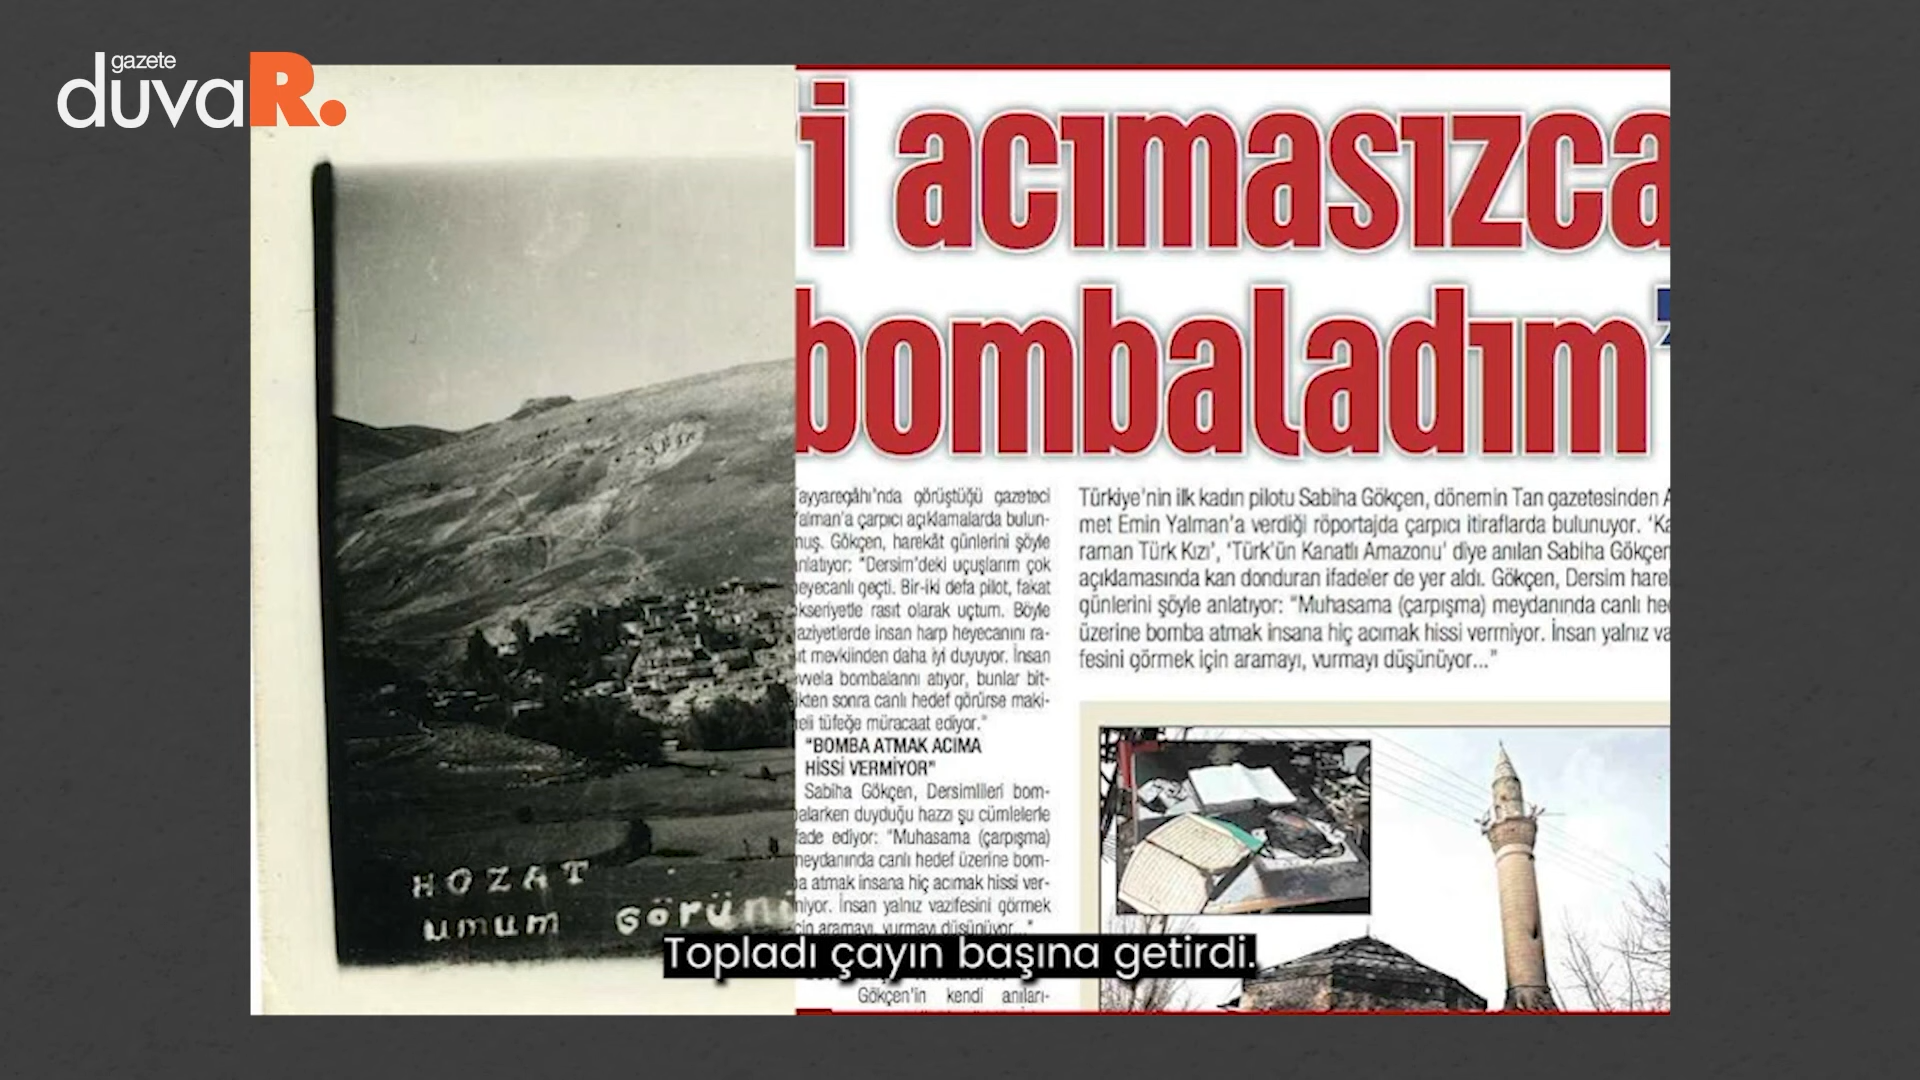 gazete
duvaR.
i acımasızca
bombaladım"
HOZAT
umum Görün
Tayyaregâhı'nda görüştüğü gazeteci
Yalman'a çarpıcı açıklamalarda bulun-
muş. Gökçen, harekât günlerini şöyle
anlatıyor: "Dersim'deki uçuşlarım çok
heyecanlı geçti. Bir-iki defa pilot, fakat
ekseriyetle rasıt olarak uçtum. Böyle
vaziyetlerde insan harp heyecanını ra-
sıt mevkiinden daha iyi duyuyor. İnsan
evvela bombalarını atıyor, bunlar bit-
tikten sonra canlı hedef görürse maki-
neli tüfeğe müracaat ediyor."
"BOMBA ATMAK ACIMA
HİSSİ VERMİYOR"
Sabiha Gökçen, Dersimlileri bom-
balarken duyduğu hazzı şu cümlelerle
ifade ediyor: "Muhasama (çarpışma)
meydanında canlı hedef üzerine bom-
ba atmak insana hiç acımak hissi ver-
miyor. İnsan yalnız vazifesini görmek
için aramayı, vurmayı düşünüyor..."
Gökçen'in kendi anıları-
Türkiye'nin ilk kadın pilotu Sabiha Gökçen, dönemin Tan gazetesinden A
met Emin Yalman'a verdiği röportajda çarpıcı itiraflarda bulunuyor. 'Ka
raman Türk Kızı', 'Türk'ün Kanatlı Amazonu' diye anılan Sabiha Gökçen
açıklamasında kan donduran ifadeler de yer aldı. Gökçen, Dersim harek
günlerini şöyle anlatıyor: "Muhasama (çarpışma) meydanında canlı he
üzerine bomba atmak insana hiç acımak hissi vermiyor. İnsan yalnız va
fesini görmek için aramayı, vurmayı düşünüyor..."
Topladı çayın başına getirdi.